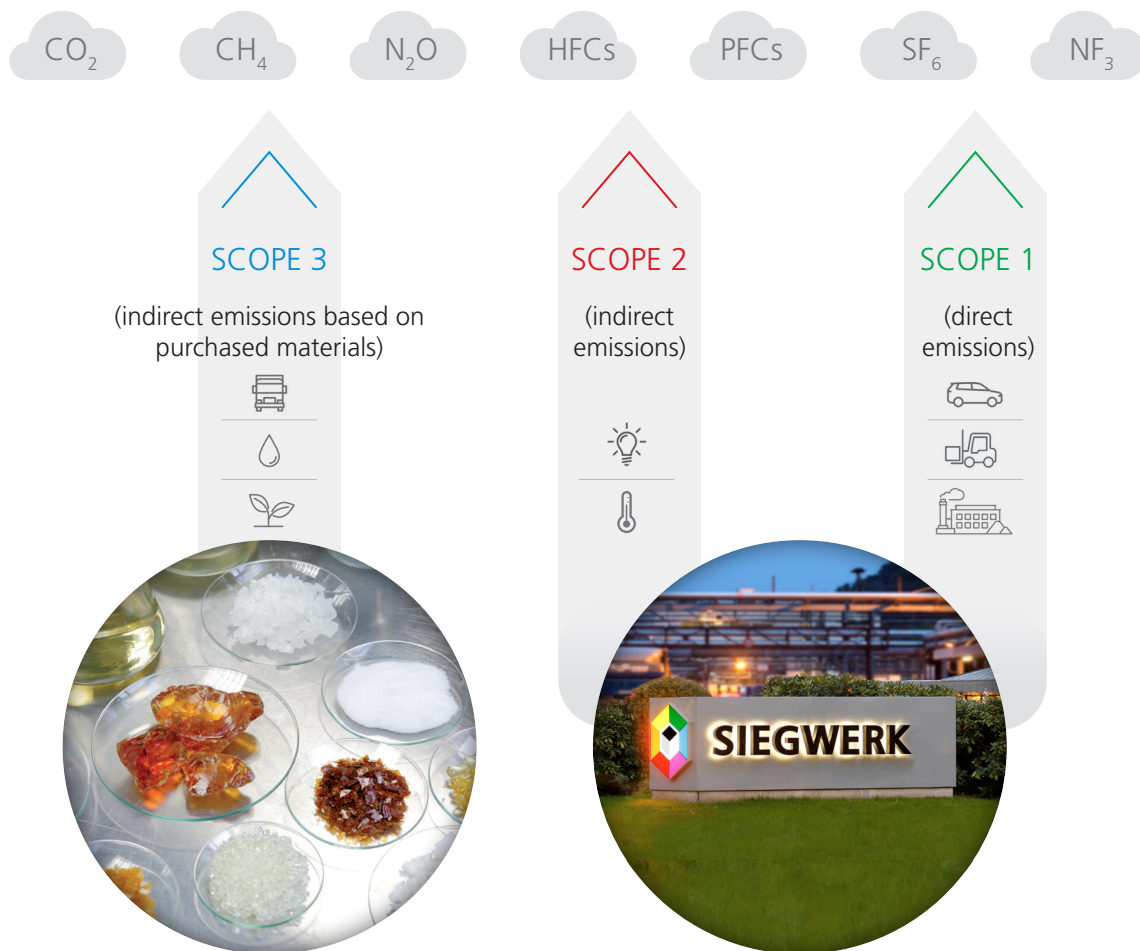 CO₂ CH₄ N₂O HFCs PFCs SF₆ NF₃
SCOPE 3
(indirect emissions based on
purchased materials)
SCOPE 2
(indirect
emissions)
SCOPE 1
(direct
emissions)
SIEGWERK